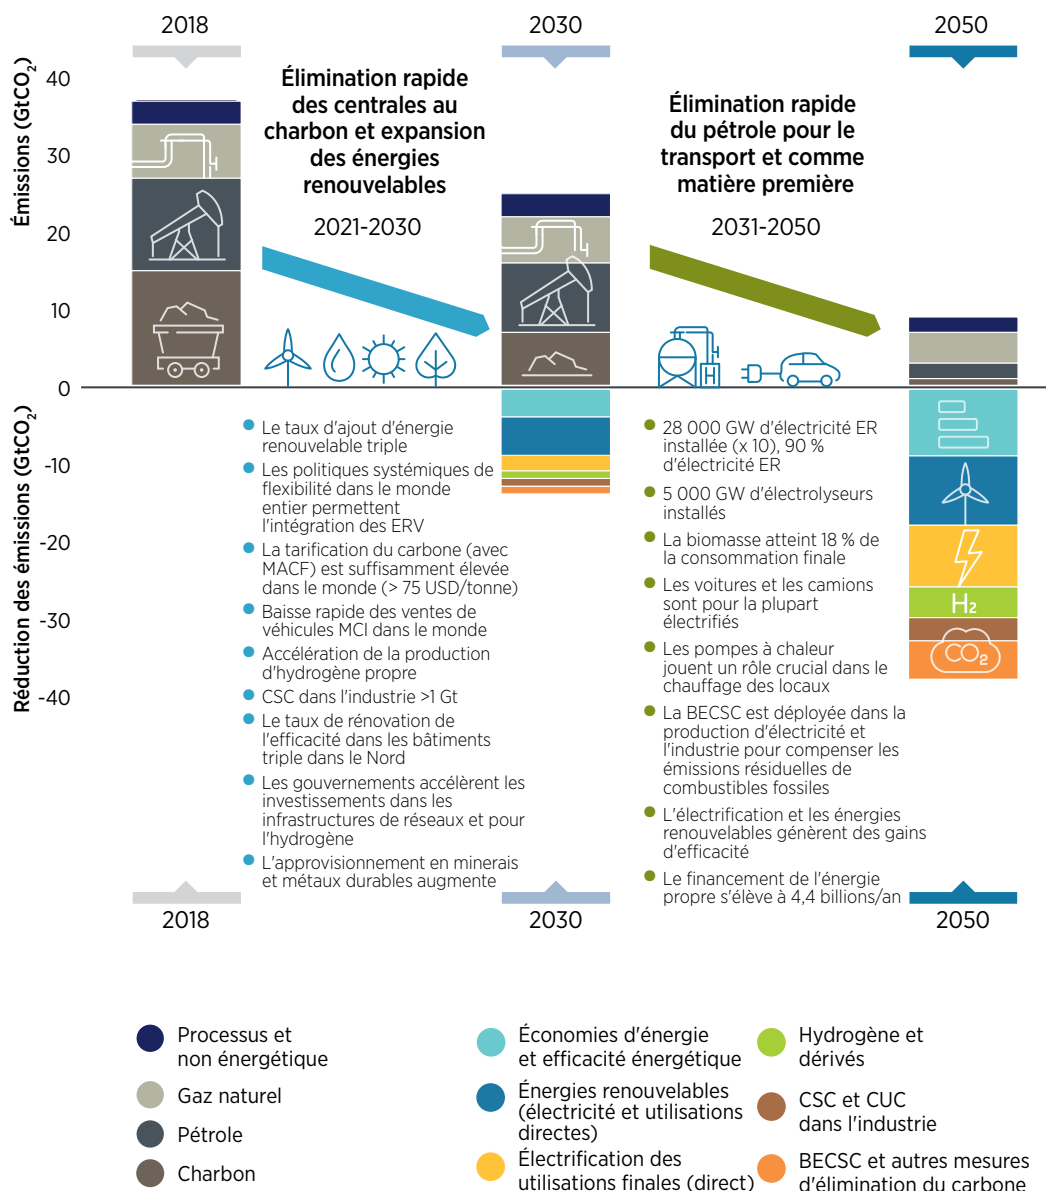 2018
2030
2050
Émissions (GtCO₂)
40
30
20
10
0
Élimination rapide
des centrales au
charbon et expansion
des énergies
renouvelables
2021-2030
Élimination rapide
du pétrole pour le
transport et comme
matière première
2031-2050
H
Réduction des émissions (GtCO₂)
-10
-20
-30
-40
Le taux d'ajout d'énergie
renouvelable triple
Les politiques systémiques de
flexibilité dans le monde
entier permettent
l'intégration des ERV
La tarification du carbone (avec
MACF) est suffisamment élevée
dans le monde (> 75 USD/tonne)
Baisse rapide des ventes de
véhicules MCI dans le monde
Accélération de la production
d'hydrogène propre
CSC dans l'industrie >1 Gt
Le taux de rénovation de
l'efficacité dans les bâtiments
triple dans le Nord
Les gouvernements accélèrent les
investissements dans les
infrastructures de réseaux et pour
l'hydrogène
L'approvisionnement en minerais
et métaux durables augmente
28 000 GW d'électricité ER
installée (x 10), 90 %
d'électricité ER
5 000 GW d'électrolyseurs
installés
La biomasse atteint 18 % de
la consommation finale
Les voitures et les camions
sont pour la plupart
électrifiés
Les pompes à chaleur
jouent un rôle crucial dans le
chauffage des locaux
La BECSC est déployée dans la
production d'électricité et
l'industrie pour compenser les
émissions résiduelles de
combustibles fossiles
L'électrification et les énergies
renouvelables génèrent des gains
d'efficacité
Le financement de l'énergie
propre s'élève à 4,4 billions/an
H₂
CO₂
2018
2030
2050
Processus et
non énergétique
Gaz naturel
Pétrole
Charbon
Économies d'énergie
et efficacité énergétique
Énergies renouvelables
(électricité et utilisations
directes)
Électrification des
utilisations finales (direct)
Hydrogène et
dérivés
CSC et CUC
dans l'industrie
BECSC et autres mesures
d'élimination du carbone